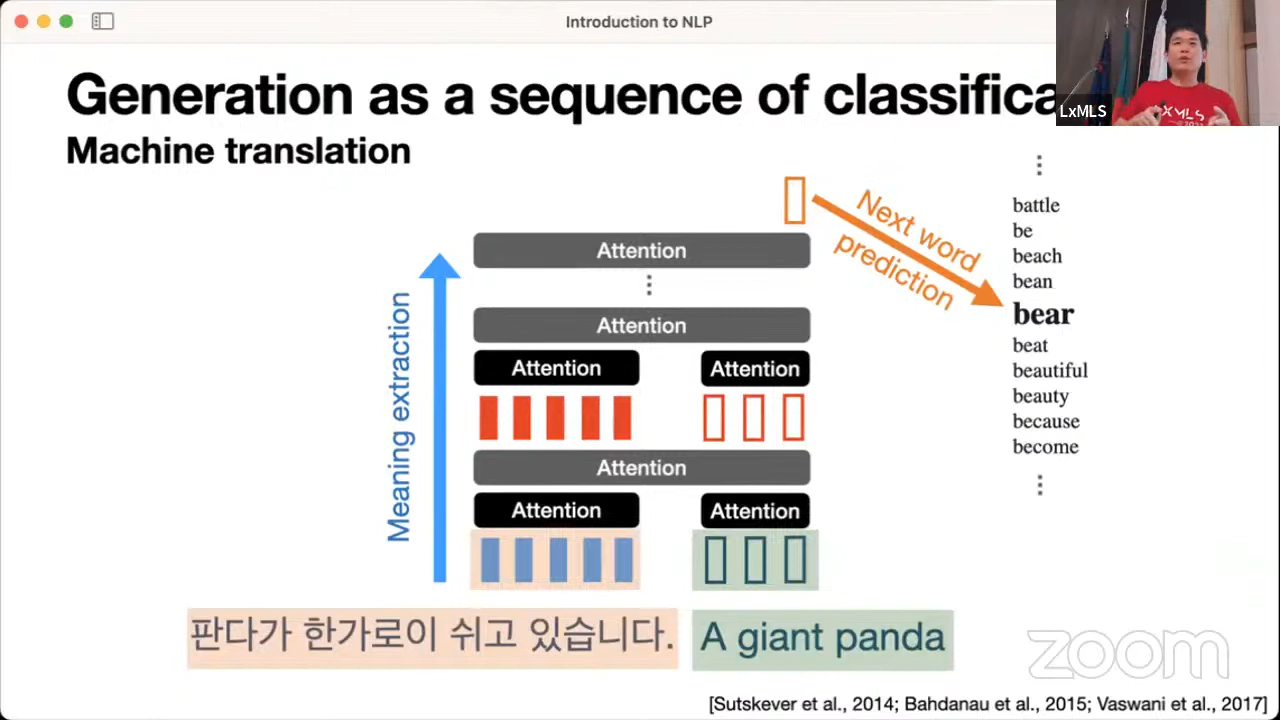 Introduction to NLP
Generation as a sequence of classifica
Machine translation
LxMLS
XMLS
Next word
prediction
Attention
Attention
Attention
Attention
Attention
Attention
Attention
Meaning extraction
battle
be
beach
bean
bear
beat
beautiful
beauty
because
become
판다가 한가로이 쉬고 있습니다.
A giant panda
zoom
[Sutskever et al., 2014; Bahdanau et al., 2015; Vaswani et al., 2017]